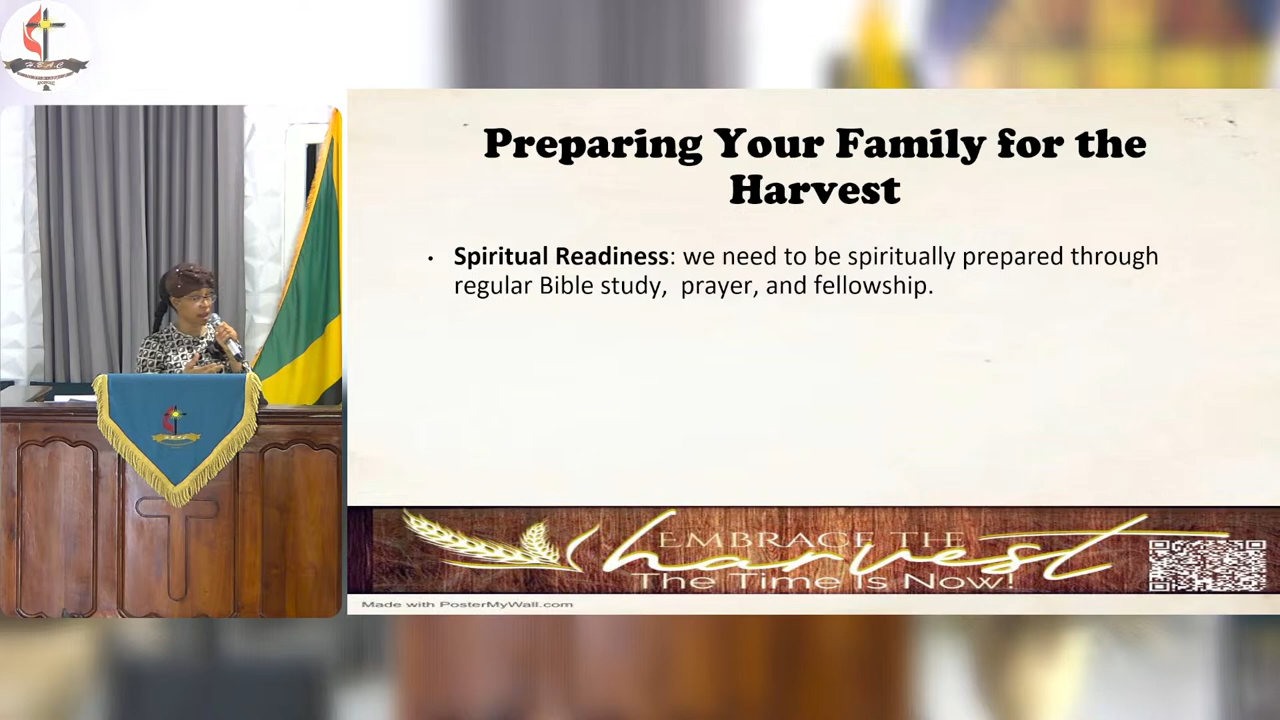 H.E.A.C
Preparing Your Family for the
Harvest
• Spiritual Readiness: we need to be spiritually prepared through
regular Bible study, prayer, and fellowship.
EMBRACE THE
harvest
The Time Is Now!
Made with PosterMyWall.com